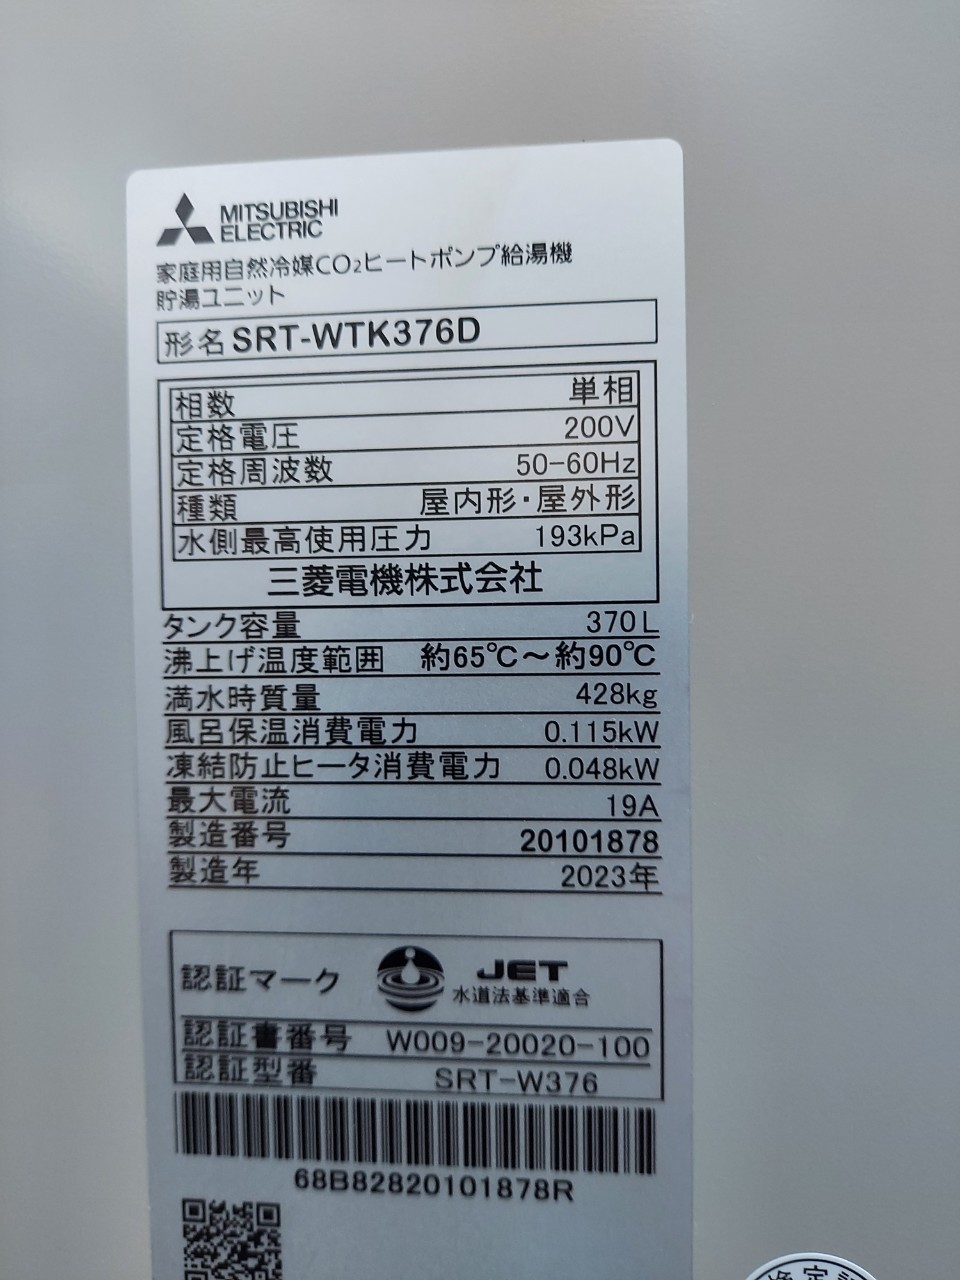 MITSUBISHI
ELECTRIC
家庭用自然冷媒CO₂ヒートポンプ給湯機
貯湯ユニット
形名 SRT-WTK376D
相数 単相
定格電圧 200V
定格周波数 50-60Hz
種類 屋内形・屋外形
水側最高使用圧力 193kPa
三菱電機株式会社
タンク容量 370L
沸上げ温度範囲 約65℃～約90℃
満水時質量 428kg
風呂保温消費電力 0.115kW
凍結防止ヒータ消費電力 0.048kW
最大電流 19A
製造番号 20101878
製造年 2023年
認証マーク JET
水道法基準適合
認証書番号 W009-20020-100
認証型番 SRT-W376
68B82820101878R